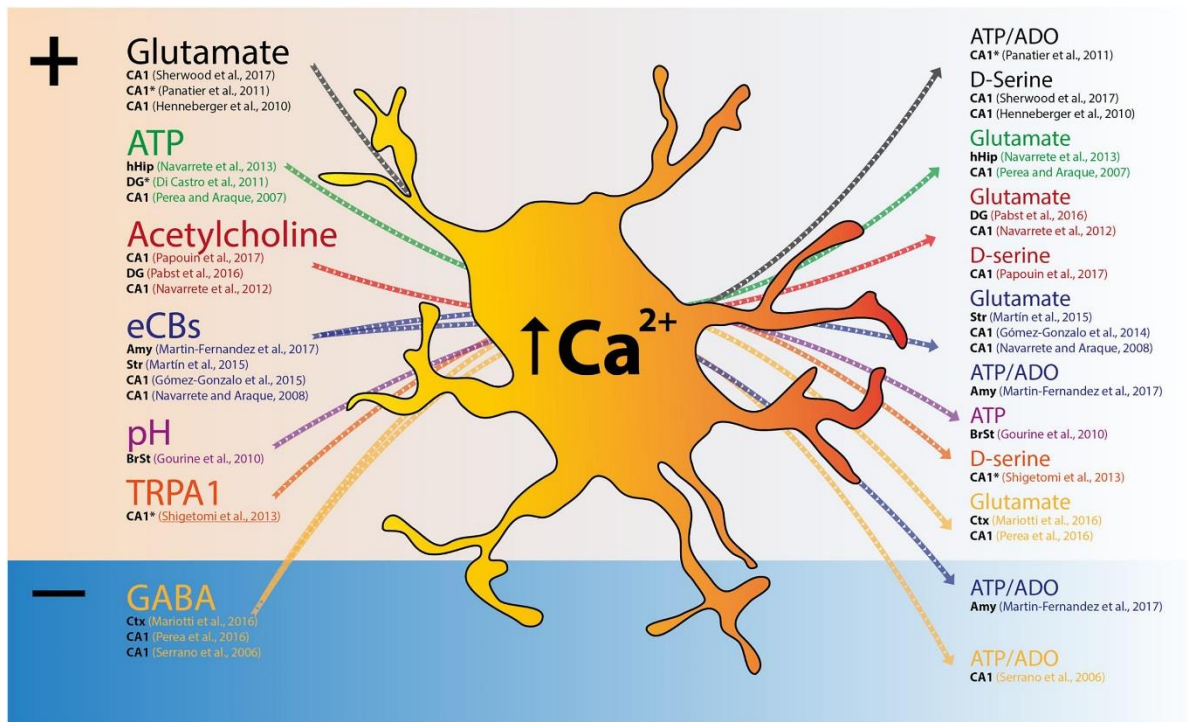 +
Glutamate
CA1 (Sherwood et al., 2017)
CA1* (Panatier et al., 2011)
CA1 (Henneberger et al., 2010)
ATP
hHip (Navarrete et al., 2013)
DG* (Di Castro et al., 2011)
CA1 (Perea and Araque, 2007)
Acetylcholine
CA1 (Papouin et al., 2017)
DG (Pabst et al., 2016)
CA1 (Navarrete et al., 2012)
eCBs
Amy (Martin-Fernandez et al., 2017)
Str (Martín et al., 2015)
CA1 (Gómez-Gonzalo et al., 2015)
CA1 (Navarrete and Araque, 2008)
pH
BrSt (Gourine et al., 2010)
TRPA1
CA1* (Shigetomi et al., 2013)
−
GABA
Ctx (Mariotti et al., 2016)
CA1 (Perea et al., 2016)
CA1 (Serrano et al., 2006)
↑Ca2+
ATP/ADO
CA1* (Panatier et al., 2011)
D-Serine
CA1 (Sherwood et al., 2017)
CA1 (Henneberger et al., 2010)
Glutamate
hHip (Navarrete et al., 2013)
CA1 (Perea and Araque, 2007)
Glutamate
DG (Pabst et al., 2016)
CA1 (Navarrete et al., 2012)
D-serine
CA1 (Papouin et al., 2017)
Glutamate
Str (Martín et al., 2015)
CA1 (Gómez-Gonzalo et al., 2014)
CA1 (Navarrete and Araque, 2008)
ATP/ADO
Amy (Martin-Fernandez et al., 2017)
ATP
BrSt (Gourine et al., 2010)
D-serine
CA1* (Shigetomi et al., 2013)
Glutamate
Ctx (Mariotti et al., 2016)
CA1 (Perea et al., 2016)
ATP/ADO
Amy (Martin-Fernandez et al., 2017)
ATP/ADO
CA1 (Serrano et al., 2006)